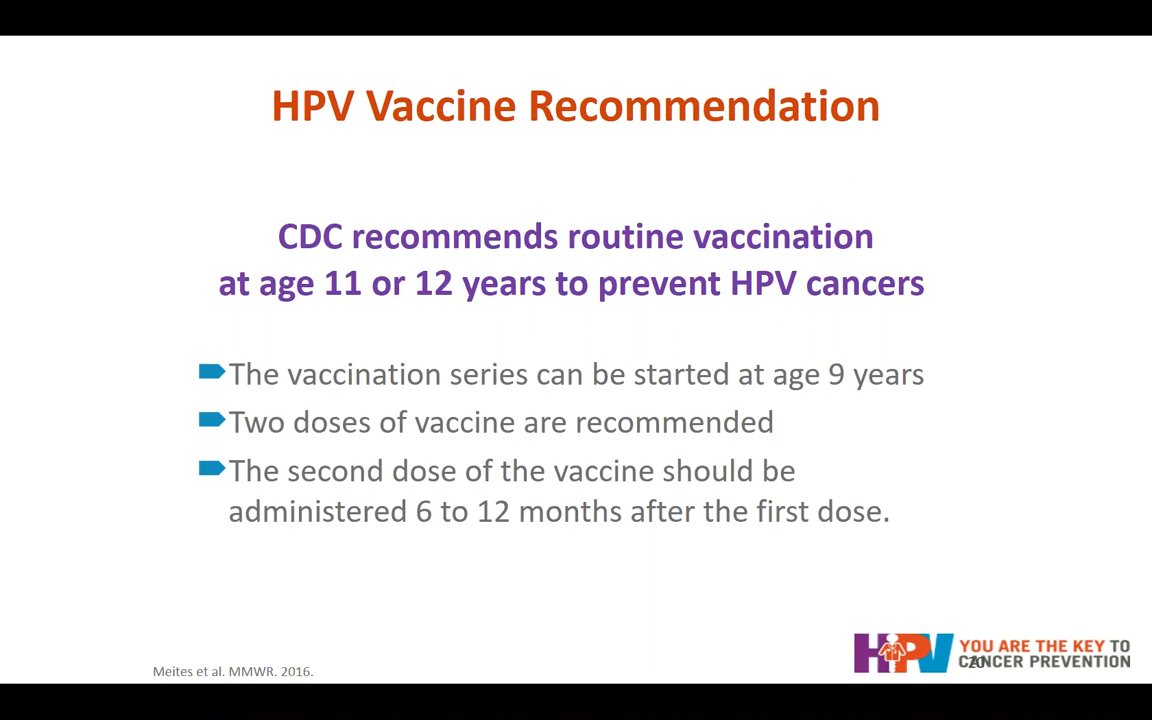 HPV Vaccine Recommendation
CDC recommends routine vaccination
at age 11 or 12 years to prevent HPV cancers
The vaccination series can be started at age 9 years
Two doses of vaccine are recommended
The second dose of the vaccine should be
administered 6 to 12 months after the first dose.
Meites et al. MMWR. 2016.
HPV
YOU ARE THE KEY TO
CANCER PREVENTION
20